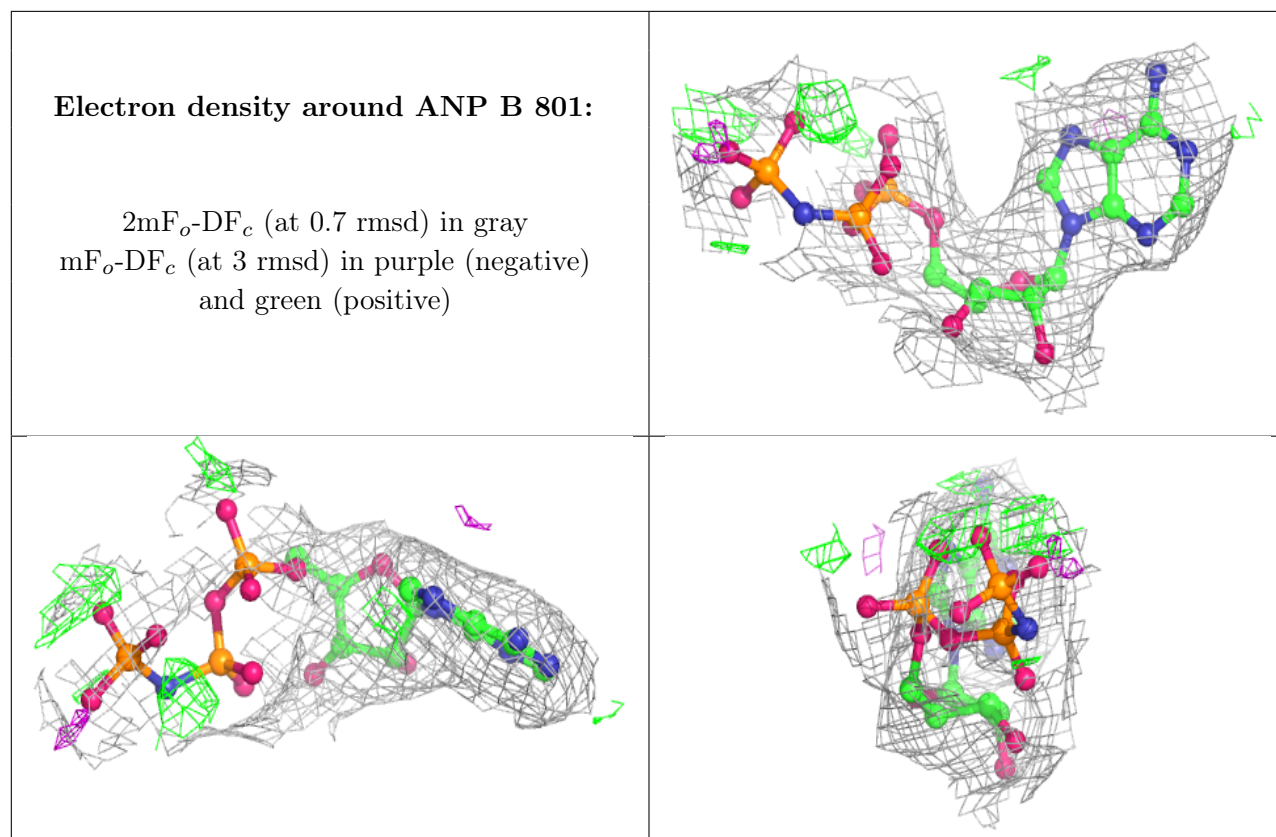 Electron density around ANP B 801:
2mFo-DFc (at 0.7 rmsd) in gray
mFo-DFc (at 3 rmsd) in purple (negative)
and green (positive)